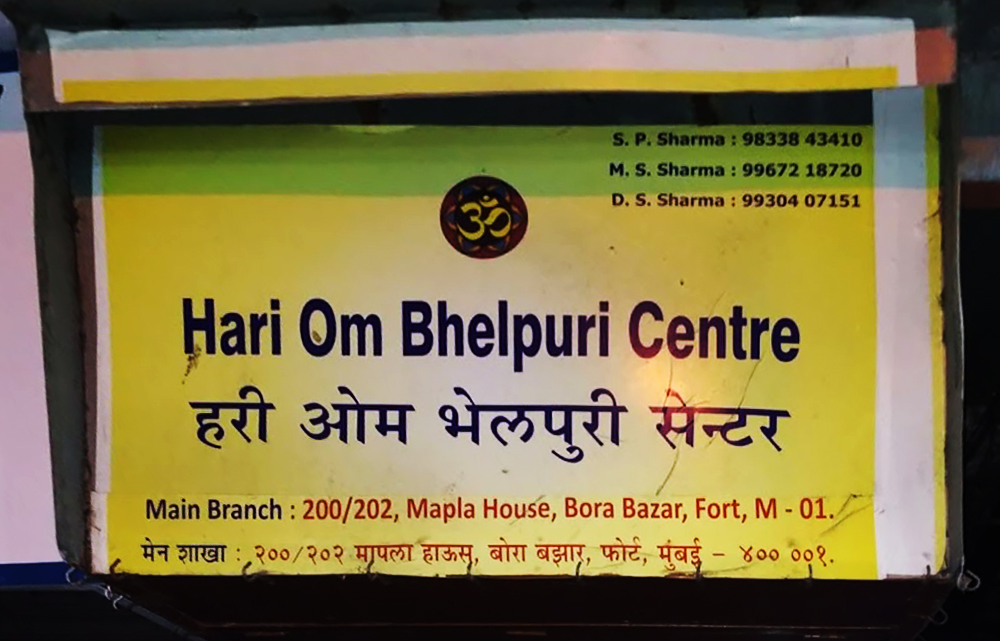 S. P. Sharma : 98338 43410
M. S. Sharma : 99672 18720
D. S. Sharma : 99304 07151
ॐ
Hari Om Bhelpuri Centre
हरी ओम भेलपुरी सेन्टर
Main Branch : 200/202, Mapla House, Bora Bazar, Fort, M - 01.
मेन शाखा : २००/२०२ मापला हाऊस, बोरा बझार, फोर्ट, मुंबई – ४०० ००१.